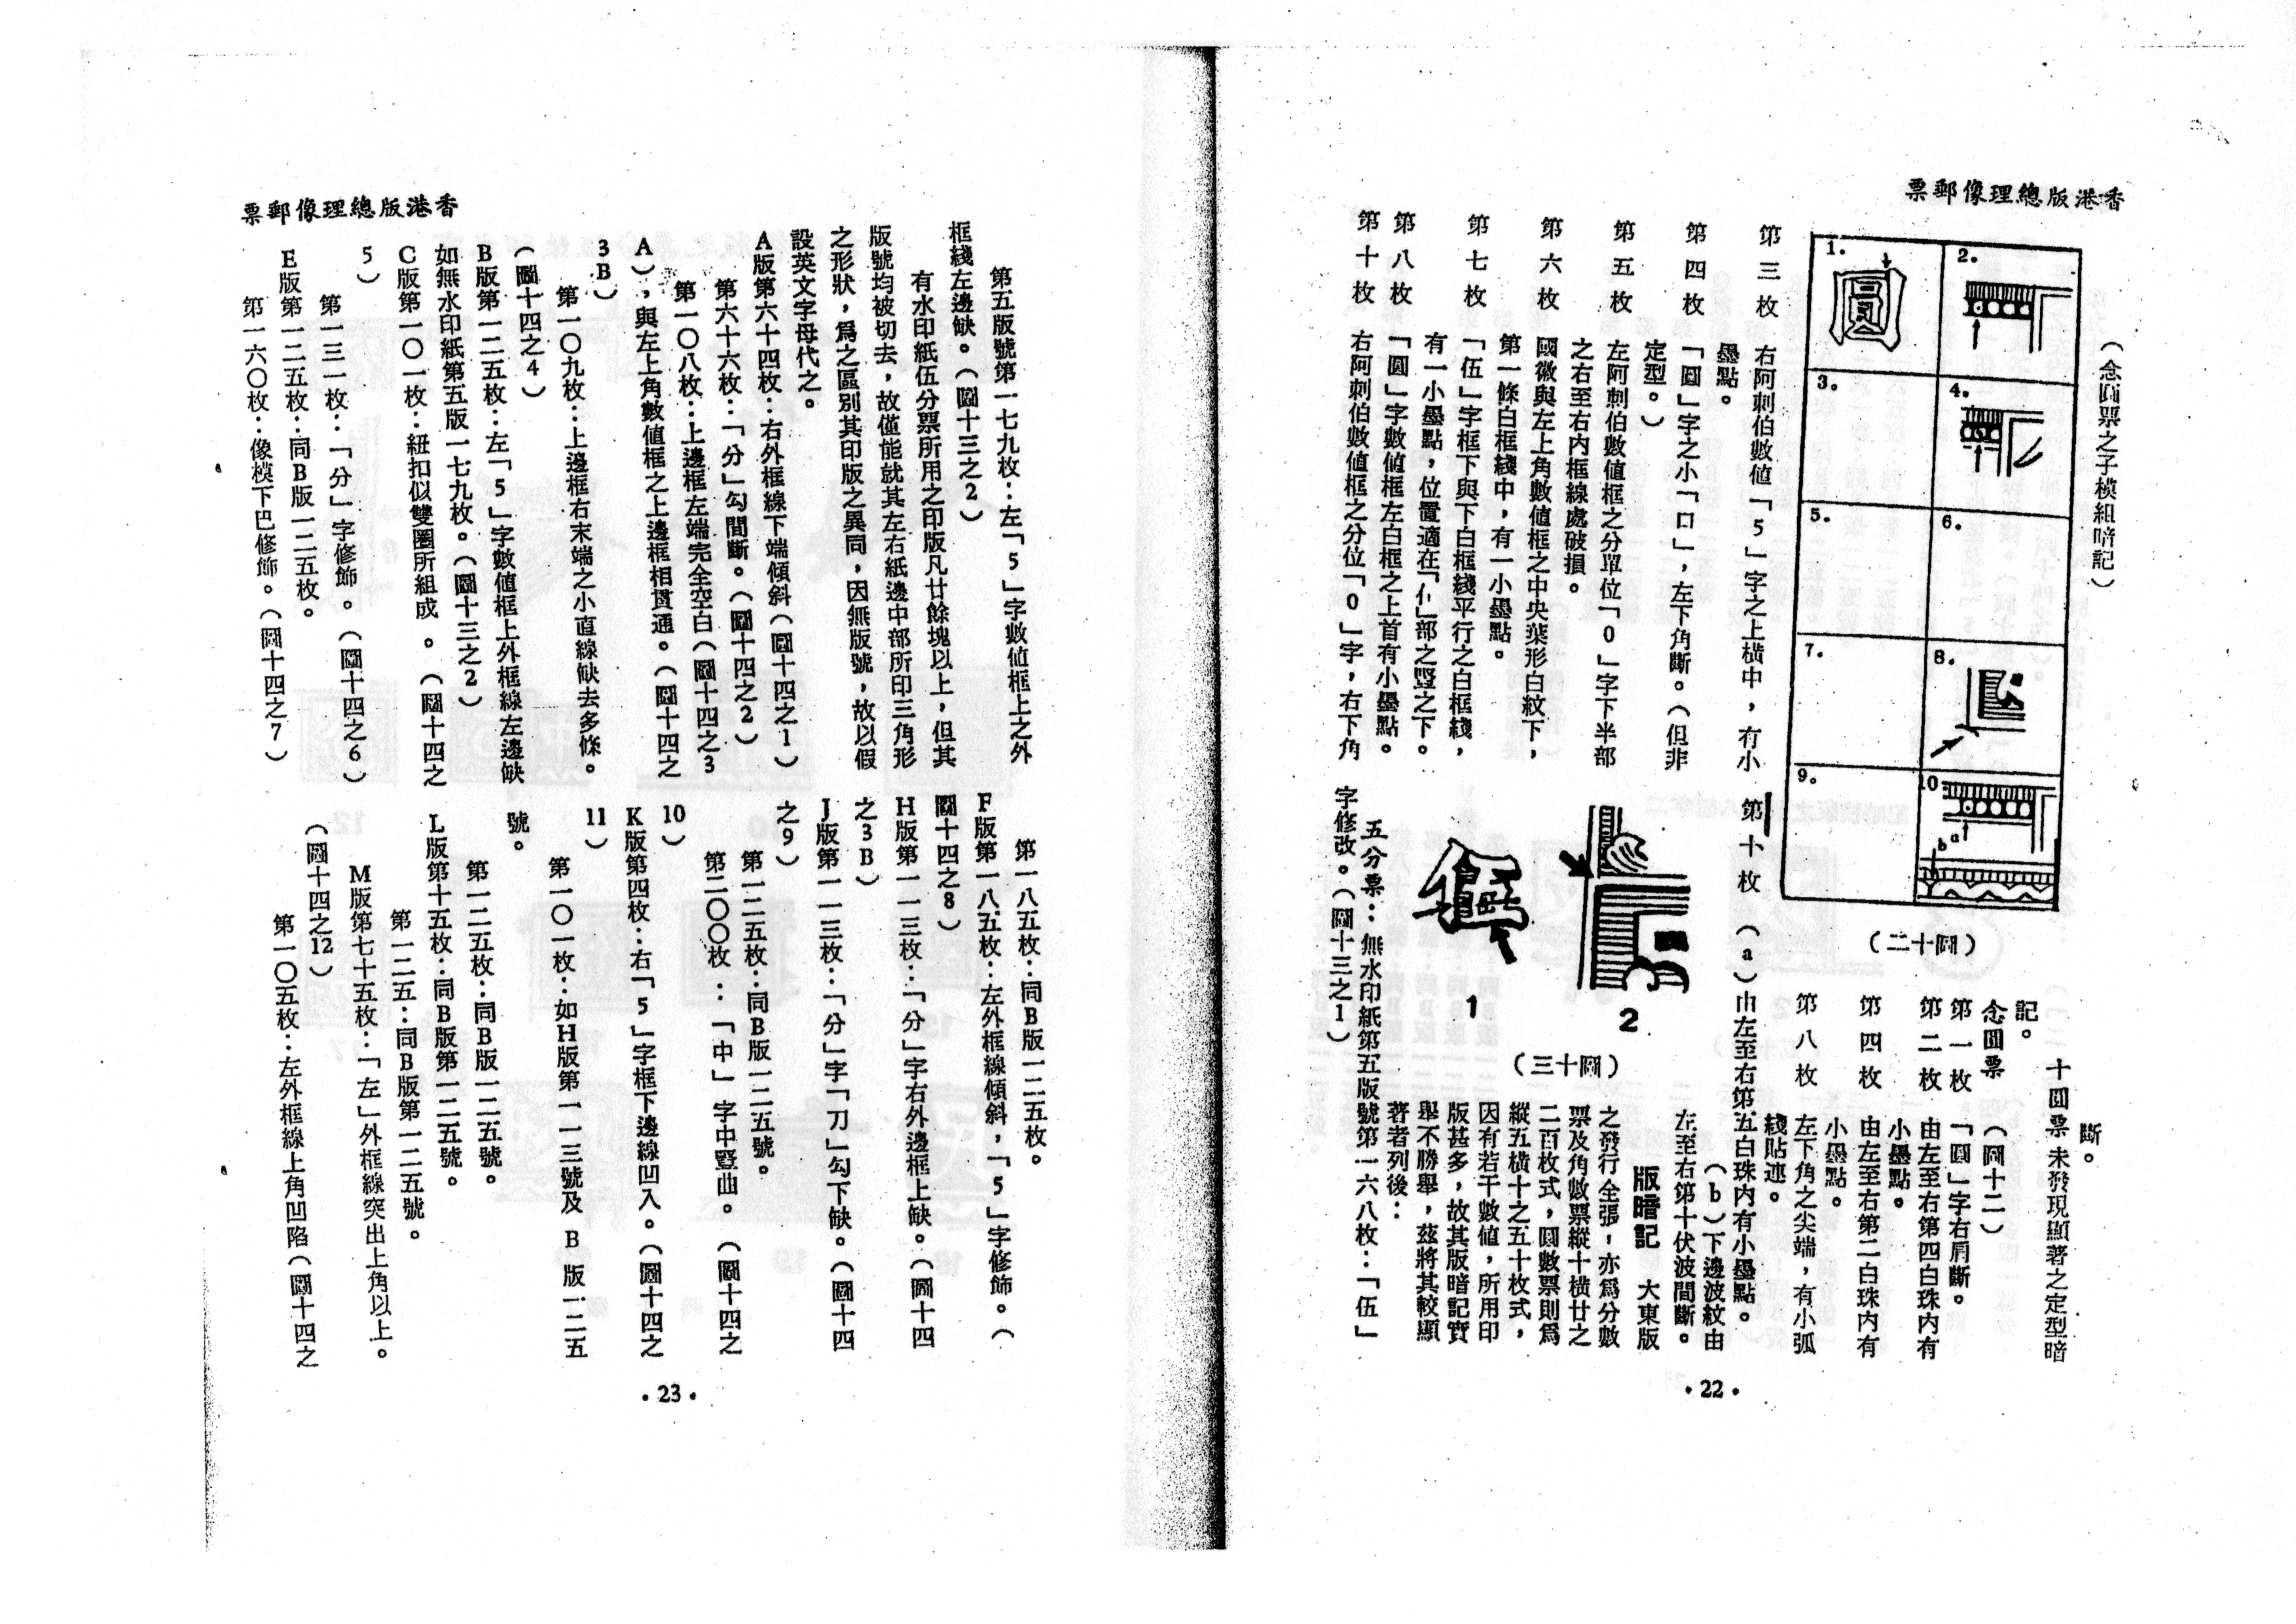 香港版總理像郵票
(念圓票之子模組暗記)
1.
2.
3.
4.
5.
6.
7.
8.
9.
10.
a
b
(圖十二)
第三枚 右阿刺伯數值「5」字之上橫中，有小
墨點。
第四枚 「圓」字之小「口」，左下角斷。(但非
定型。)
第五枚 左阿刺伯數值框之分單位「0」字下半部
之右至右內框線處破損。
第六枚 國徽與左上角數值框之中央葉形白紋下，
第一條白框綫中，有一小墨點。
第七枚 「伍」字框下與下白框綫平行之白框綫，
有一小墨點，位置適在「亻」部之豎之下。
第八枚 「圓」字數值框左白框之上首有小墨點。
第十枚 右阿刺伯數值框之分位「0」字，右下角
斷。
十圓票未發現顯著之定型暗
記。
念圓票 (圖十二)
第一枚 「圓」字右肩斷。
第二枚 由左至右第四白珠內有
小墨點。
第四枚 由左至右第二白珠內有
小墨點。
第八枚 左下角之尖端，有小弧
綫貼連。
第十枚 (a)由左至右第五白珠內有小墨點。
(b)下邊波紋由
左至右第十伏波間斷。
版暗記 大東版
之發行全張，亦爲分數
票及角數票縱十橫廿之
二百枚式，圓數票則爲
縱五橫十之五十枚式，
因有若干數值，所用印
版甚多，故其版暗記實
舉不勝舉，茲將其較顯
著者列後：
1
2
(圖十三)
五分票：無水印紙第五版號第一六八枚：「伍」
字修改。(圖十三之1)
·22·
香港版總理像郵票
第五版號第一七九枚：左「5」字數值框上之外
框綫左邊缺。(圖十三之2)
有水印紙伍分票所用之印版凡廿餘塊以上，但其
版號均被切去，故僅能就其左右紙邊中部所印三角形
之形狀，爲之區別其印版之異同，因無版號，故以假
設英文字母代之。
A版第六十四枚：右外框線下端傾斜(圖十四之1)
第六十六枚：「分」勾間斷。(圖十四之2)
第一〇八枚：上邊框左端完全空白(圖十四之3
A)，與左上角數值框之上邊框相貫通。(圖十四之
3B)
第一〇九枚：上邊框右末端之小直線缺去多條。
(圖十四之4)
B版第一二五枚：左「5」字數值框上外框線左邊缺
如無水印紙第五版一七九枚。(圖十三之2)
C版第一〇一枚：紐扣似雙圈所組成。(圖十四之
5)
第一三一枚：「分」字修飾。(圖十四之6)
E版第一二五枚：同B版一二五枚。
第一六〇枚：像模下巴修飾。(圖十四之7)
第一八五枚：同B版一二五枚。
F版第一八五枚：左外框線傾斜，「5」字修飾。(
圖十四之8)
H版第一一三枚：「分」字右外邊框上缺。(圖十四
之3B)
J版第一一三枚：「分」字「刀」勾下缺。(圖十四
之9)
第一二五枚：同B版一二五號。
第二〇〇枚：「中」字中豎曲。(圖十四之
10)
K版第四枚：右「5」字框下邊線凹入。(圖十四之
11)
第一〇一枚：如H版第一一三號及B版一二五
號。
第一二五枚：同B版一二五號。
L版第十五枚：同B版第一二五號。
第一二五：同B版第一二五號。
M版第七十五枚：「左」外框線突出上角以上。
(圖十四之12)
第一〇五枚：左外框線上角凹陷(圖十四之
·23·